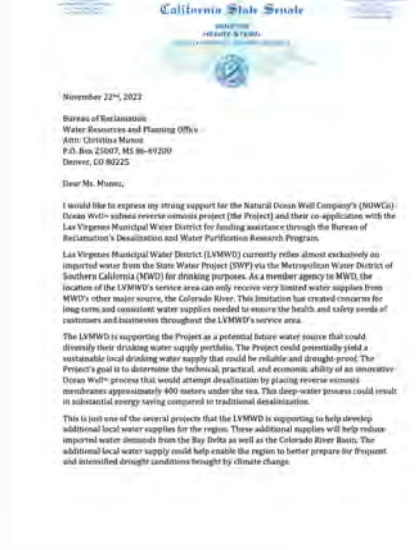 California State Senate
SENATOR
HENRY STERN
November 22nd, 2022
Bureau of Reclamation
Water Resources and Planning Office
Attn: Christina Munoz
P.O. Box 25007, MS 86-69200
Denver, CO 80225
Dear Ms. Munoz,
I would like to express my strong support for the Natural Ocean Well Company's (NOWCo)
Ocean Well™ subsea reverse osmosis project (the Project) and their co-application with the
Las Virgenes Municipal Water District for funding assistance through the Bureau of
Reclamation's Desalination and Water Purification Research Program.
Las Virgenes Municipal Water District (LVMWD) currently relies almost exclusively on
imported water from the State Water Project (SWP) via the Metropolitan Water District of
Southern California (MWD) for drinking purposes. As a member agency to MWD, the
location of the LVMWD's service area can only receive very limited water supplies from
MWD's other major source, the Colorado River. This limitation has created concerns for
long-term and consistent water supplies needed to ensure the health and safety needs of
customers and businesses throughout the LVMWD's service area.
The LVMWD is supporting the Project as a potential future water source that could
diversify their drinking water supply portfolio. The Project could potentially yield a
sustainable local drinking water supply that could be reliable and drought-proof. The
Project's goal is to determine the technical, practical, and economic ability of an innovative
Ocean Well™ process that would attempt desalination by placing reverse osmosis
membranes approximately 400 meters under the sea. This deep-water process could result
in substantial energy saving compared to traditional desalination.
This is just one of the several projects that the LVMWD is supporting to help develop
additional local water supplies for the region. These additional supplies will help reduce
imported water demands from the Bay Delta as well as the Colorado River Basin. The
additional local water supply could help enable the region to better prepare for frequent
and intensified drought conditions brought by climate change.